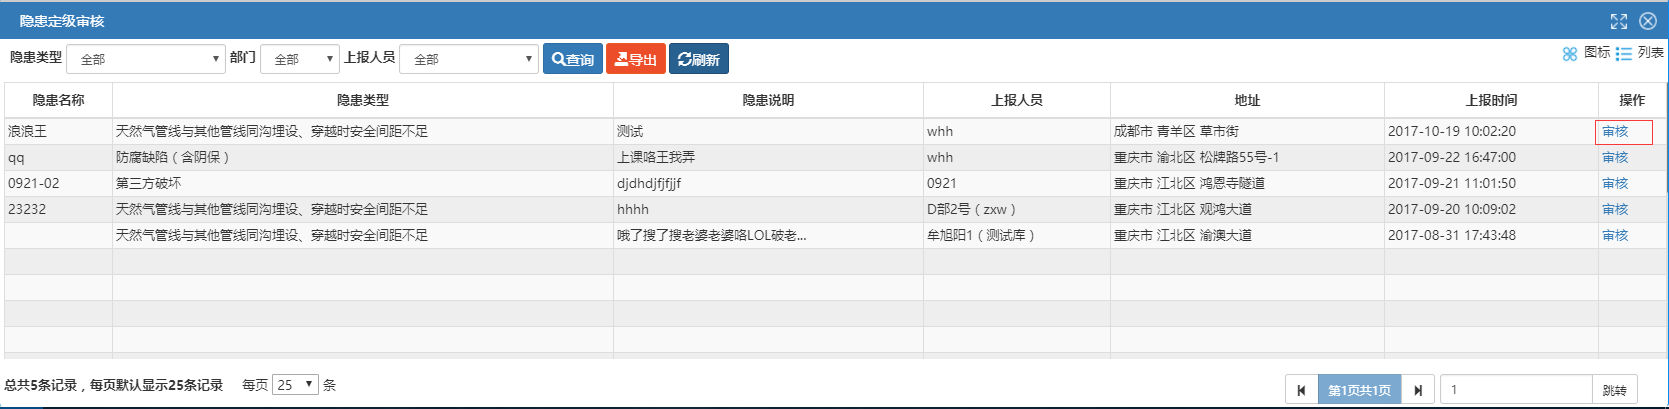 隐患定级审核
隐患类型 全部 部门 全部 上报人员 全部 查询 导出 刷新 图标 列表
隐患名称 隐患类型 隐患说明 上报人员 地址 上报时间 操作
浪浪王 天然气管线与其他管线同沟埋设、穿越时安全间距不足 测试 whh 成都市 青羊区 草市街 2017-10-19 10:02:20 审核
qq 防腐缺陷（含阴保） 上课咯王我弄 whh 重庆市 渝北区 松牌路55号-1 2017-09-22 16:47:00 审核
0921-02 第三方破坏 djdhdjfjfjjf 0921 重庆市 江北区 鸿恩寺隧道 2017-09-21 11:01:50 审核
23232 天然气管线与其他管线同沟埋设、穿越时安全间距不足 hhhh D部2号（zxw） 重庆市 江北区 观鸿大道 2017-09-20 10:09:02 审核
天然气管线与其他管线同沟埋设、穿越时安全间距不足 哦了搜了搜老婆老婆咯LOL破老... 牟旭阳1（测试库） 重庆市 江北区 渝澳大道 2017-08-31 17:43:48 审核
总共5条记录，每页默认显示25条记录 每页 25 条 第1页共1页 1 跳转